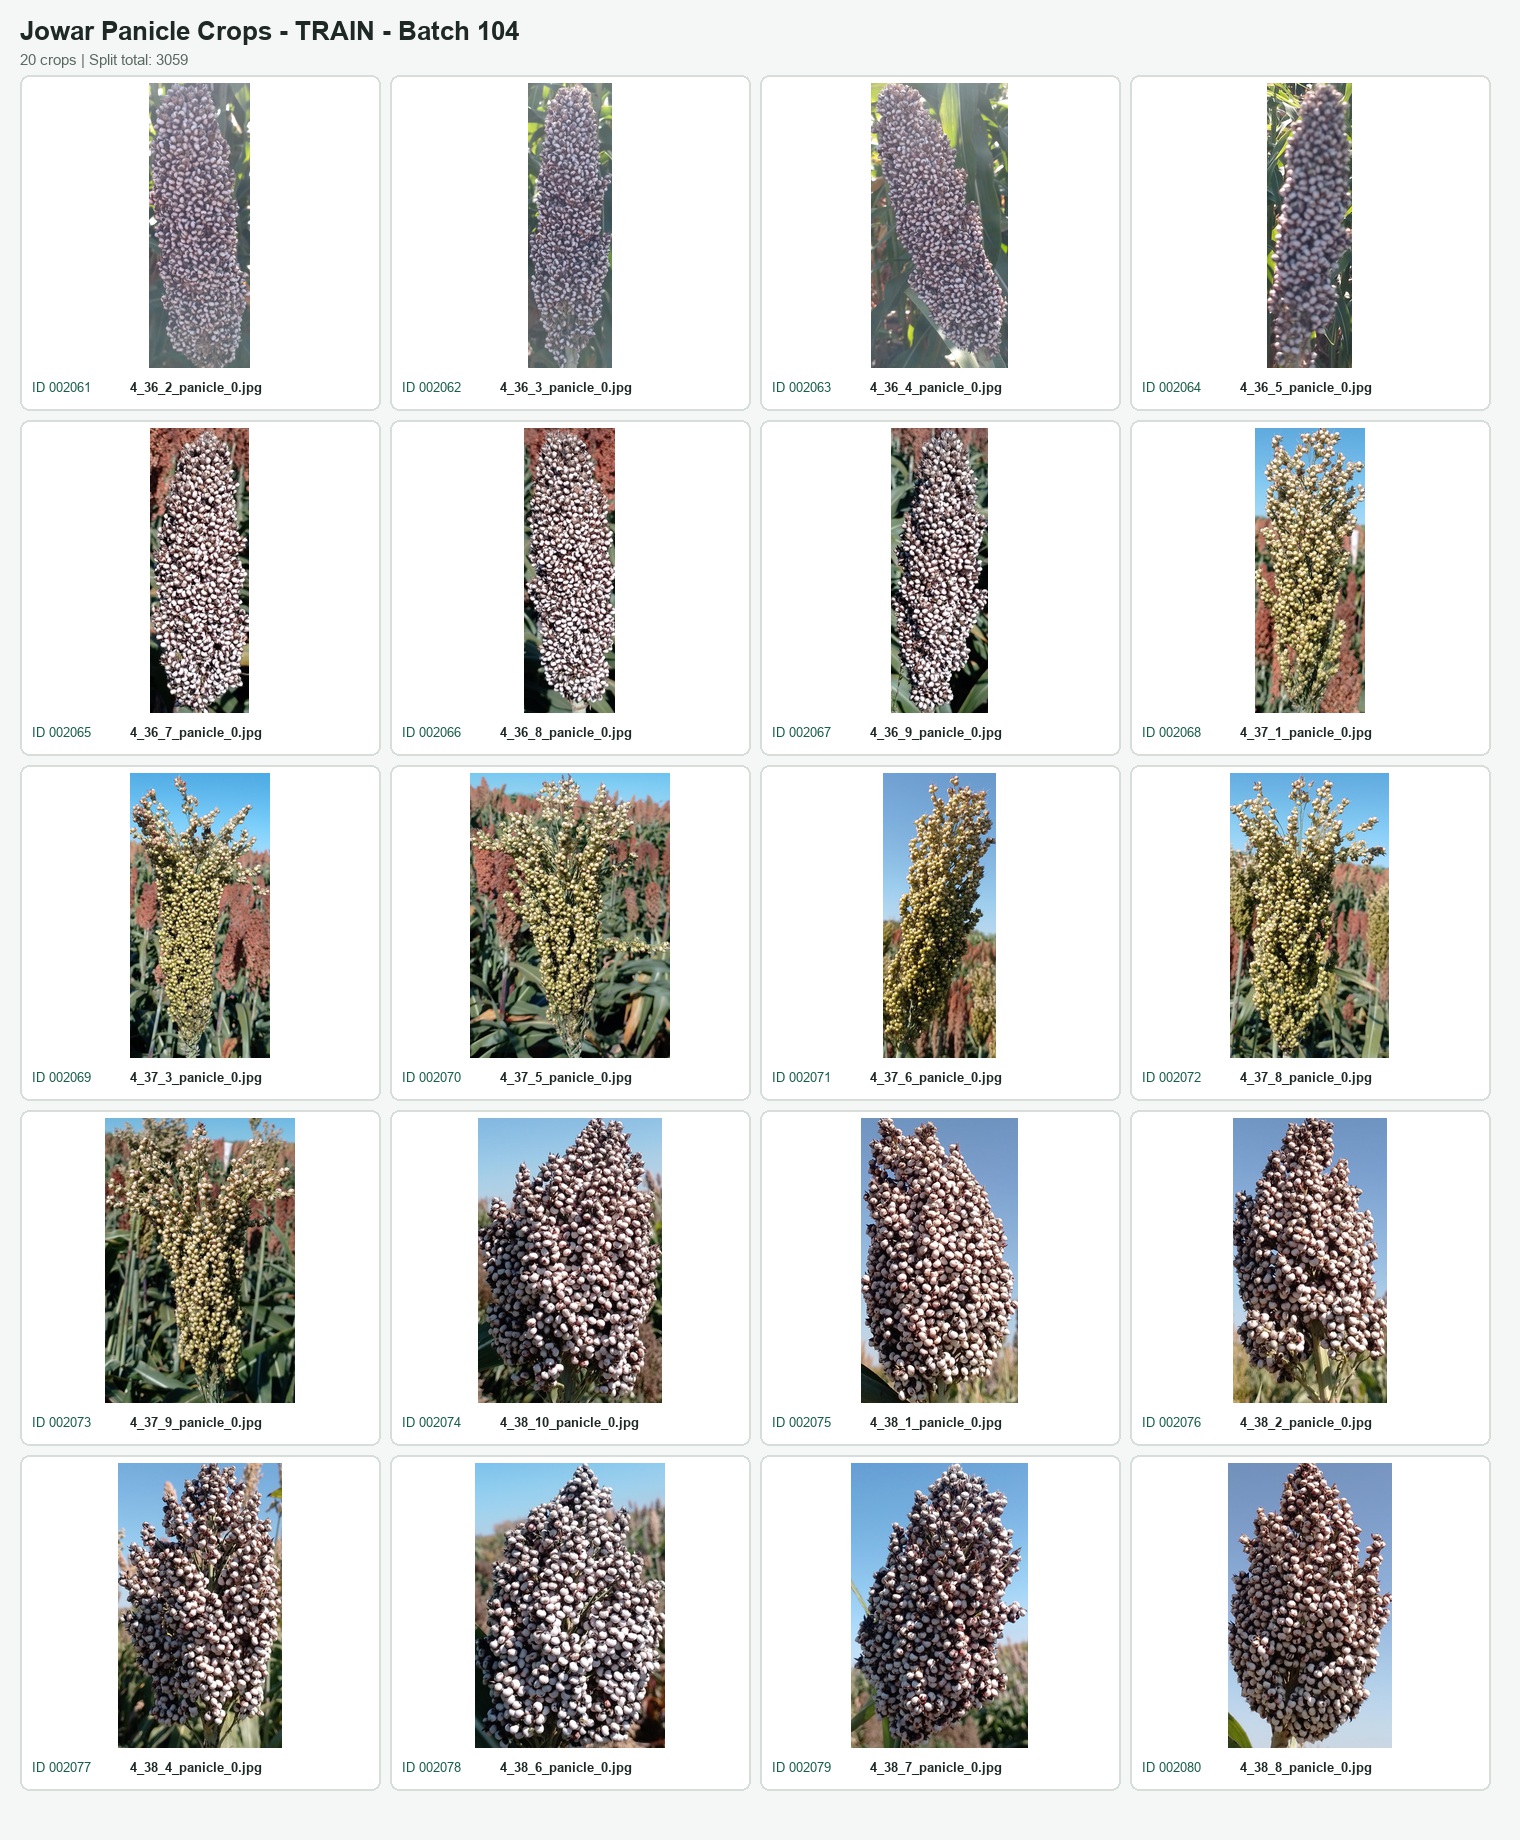 Jowar Panicle Crops - TRAIN - Batch 104
20 crops | Split total: 3059
ID 002061 4_36_2_panicle_0.jpg
ID 002062 4_36_3_panicle_0.jpg
ID 002063 4_36_4_panicle_0.jpg
ID 002064 4_36_5_panicle_0.jpg
ID 002065 4_36_7_panicle_0.jpg
ID 002066 4_36_8_panicle_0.jpg
ID 002067 4_36_9_panicle_0.jpg
ID 002068 4_37_1_panicle_0.jpg
ID 002069 4_37_3_panicle_0.jpg
ID 002070 4_37_5_panicle_0.jpg
ID 002071 4_37_6_panicle_0.jpg
ID 002072 4_37_8_panicle_0.jpg
ID 002073 4_37_9_panicle_0.jpg
ID 002074 4_38_10_panicle_0.jpg
ID 002075 4_38_1_panicle_0.jpg
ID 002076 4_38_2_panicle_0.jpg
ID 002077 4_38_4_panicle_0.jpg
ID 002078 4_38_6_panicle_0.jpg
ID 002079 4_38_7_panicle_0.jpg
ID 002080 4_38_8_panicle_0.jpg